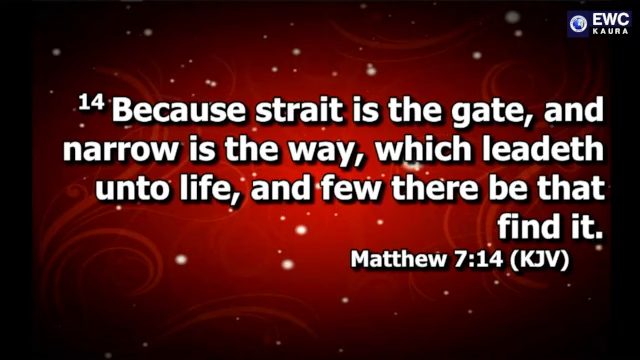 EWC
KAURA
14 Because strait is the gate, and
narrow is the way, which leadeth
unto life, and few there be that
find it.
Matthew 7:14 (KJV)